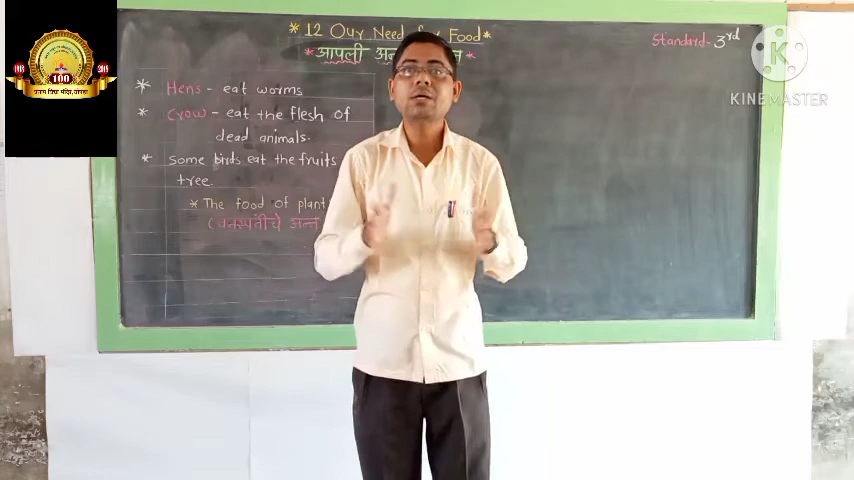 * 12 Our Need for Food *
Standard - 3rd
* आपली
* Hens - eat worms
* Crow - eat the flesh of
dead animals.
* some birds eat the fruits
tree
* The food of plant
(वनस्पतींचे अन्न
100
KINEMASTER